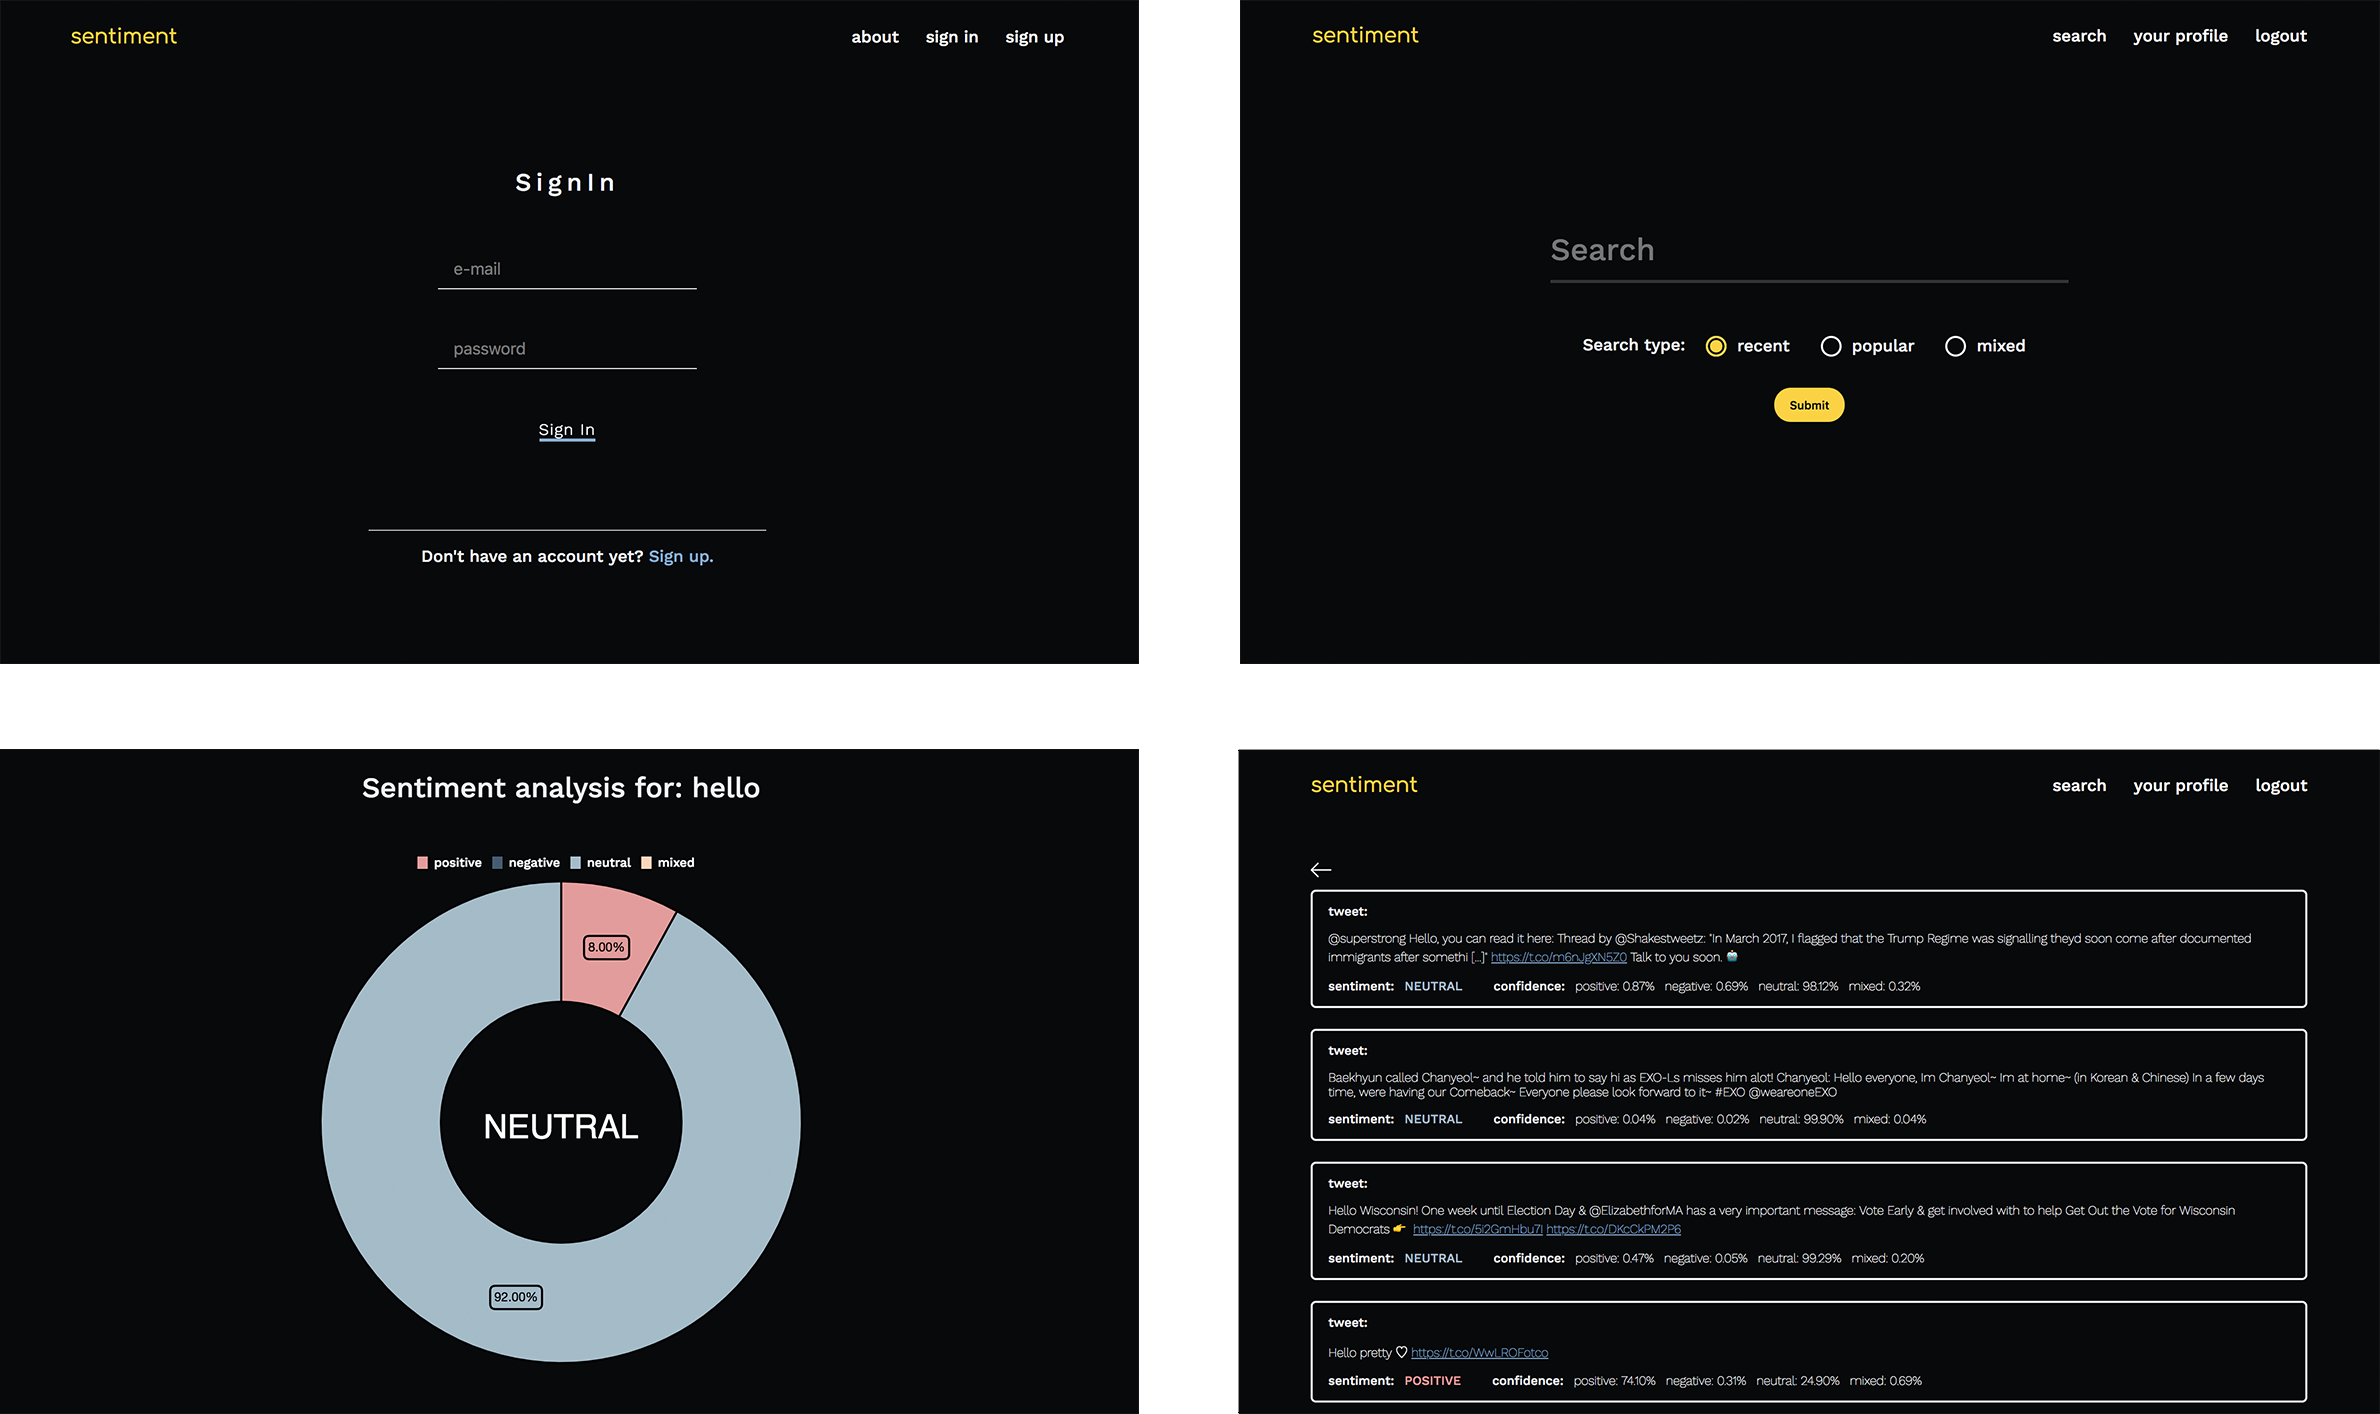 sentiment
about sign in sign up
SignIn
e-mail
password
Sign In
Don't have an account yet? Sign up.
sentiment
search your profile logout
Search
Search type: recent popular mixed
Submit
Sentiment analysis for: hello
positive negative neutral mixed
8.00%
NEUTRAL
92.00%
sentiment
search your profile logout
tweet:
@superstrong Hello, you can read it here: Thread by @Shakestweetz: "In March 2017, I flagged that the Trump Regime was signalling theyd soon come after documented
immigrants after somethi [...]" https://t.co/m6nJgXN5Z0 Talk to you soon. 🤖
sentiment: NEUTRAL confidence: positive: 0.87% negative: 0.69% neutral: 98.12% mixed: 0.32%
tweet:
Baekhyun called Chanyeol~ and he told him to say hi as EXO-Ls misses him alot! Chanyeol: Hello everyone, Im Chanyeol~ Im at home~ (in Korean & Chinese) In a few days
time, were having our Comeback~ Everyone please look forward to it~ #EXO @weareoneEXO
sentiment: NEUTRAL confidence: positive: 0.04% negative: 0.02% neutral: 99.90% mixed: 0.04%
tweet:
Hello Wisconsin! One week until Election Day & @ElizabethforMA has a very important message: Vote Early & get involved with to help Get Out the Vote for Wisconsin
Democrats 👉 https://t.co/5i2GmHbu7I https://t.co/DKcCkPM2P6
sentiment: NEUTRAL confidence: positive: 0.47% negative: 0.05% neutral: 99.29% mixed: 0.20%
tweet:
Hello pretty ♡ https://t.co/WwLROFotco
sentiment: POSITIVE confidence: positive: 74.10% negative: 0.31% neutral: 24.90% mixed: 0.69%